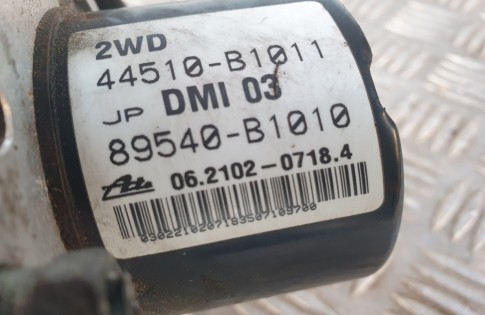 2WD
44510-B1011
JP DMI 03
89540-B1010
Ate 06.2102-0718.4